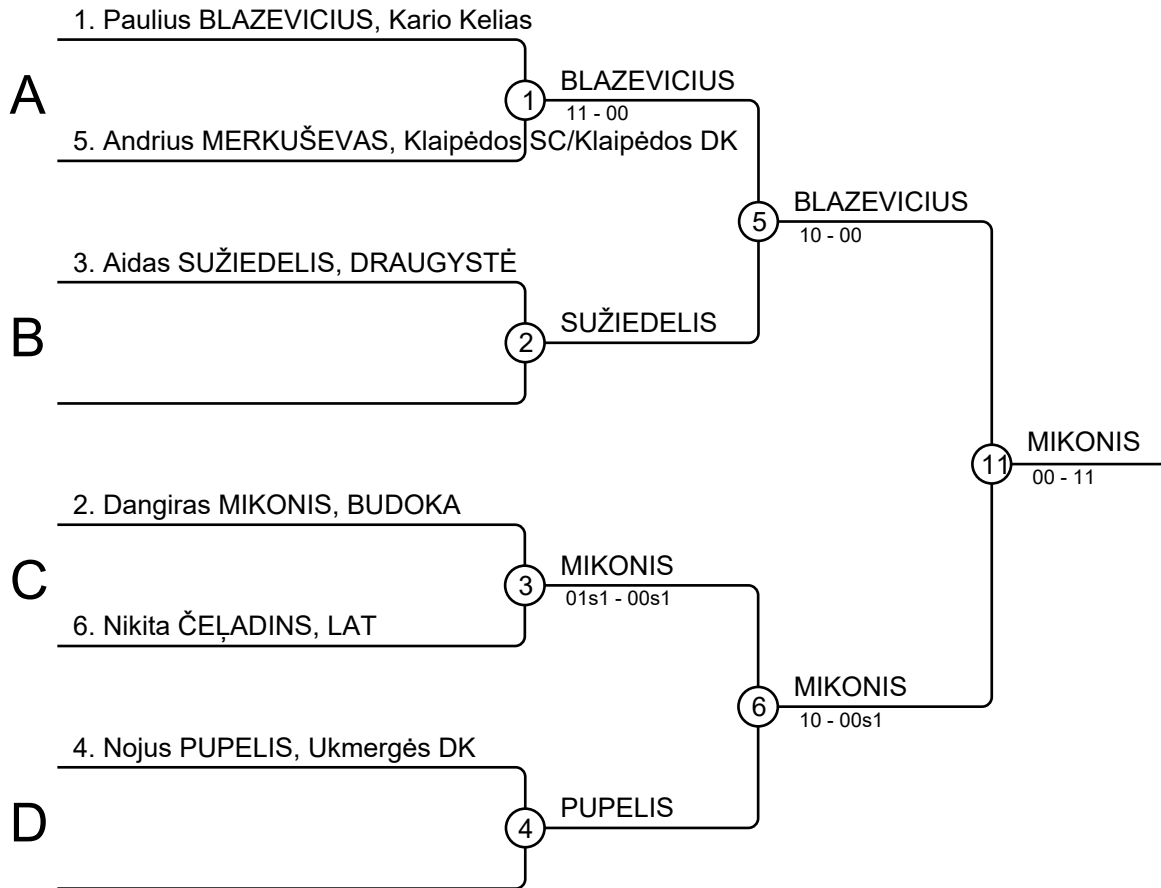 1. Paulius BLAZEVICIUS, Kario Kelias
A
1
BLAZEVICIUS
11 - 00
5. Andrius MERKUŠEVAS, Klaipėdos SC/Klaipėdos DK
5
BLAZEVICIUS
10 - 00
3. Aidas SUŽIEDELIS, DRAUGYSTĖ
B
2
SUŽIEDELIS
11
MIKONIS
00 - 11
2. Dangiras MIKONIS, BUDOKA
C
3
MIKONIS
01s1 - 00s1
6. Nikita ČEĻADINS, LAT
6
MIKONIS
10 - 00s1
4. Nojus PUPELIS, Ukmergės DK
D
4
PUPELIS